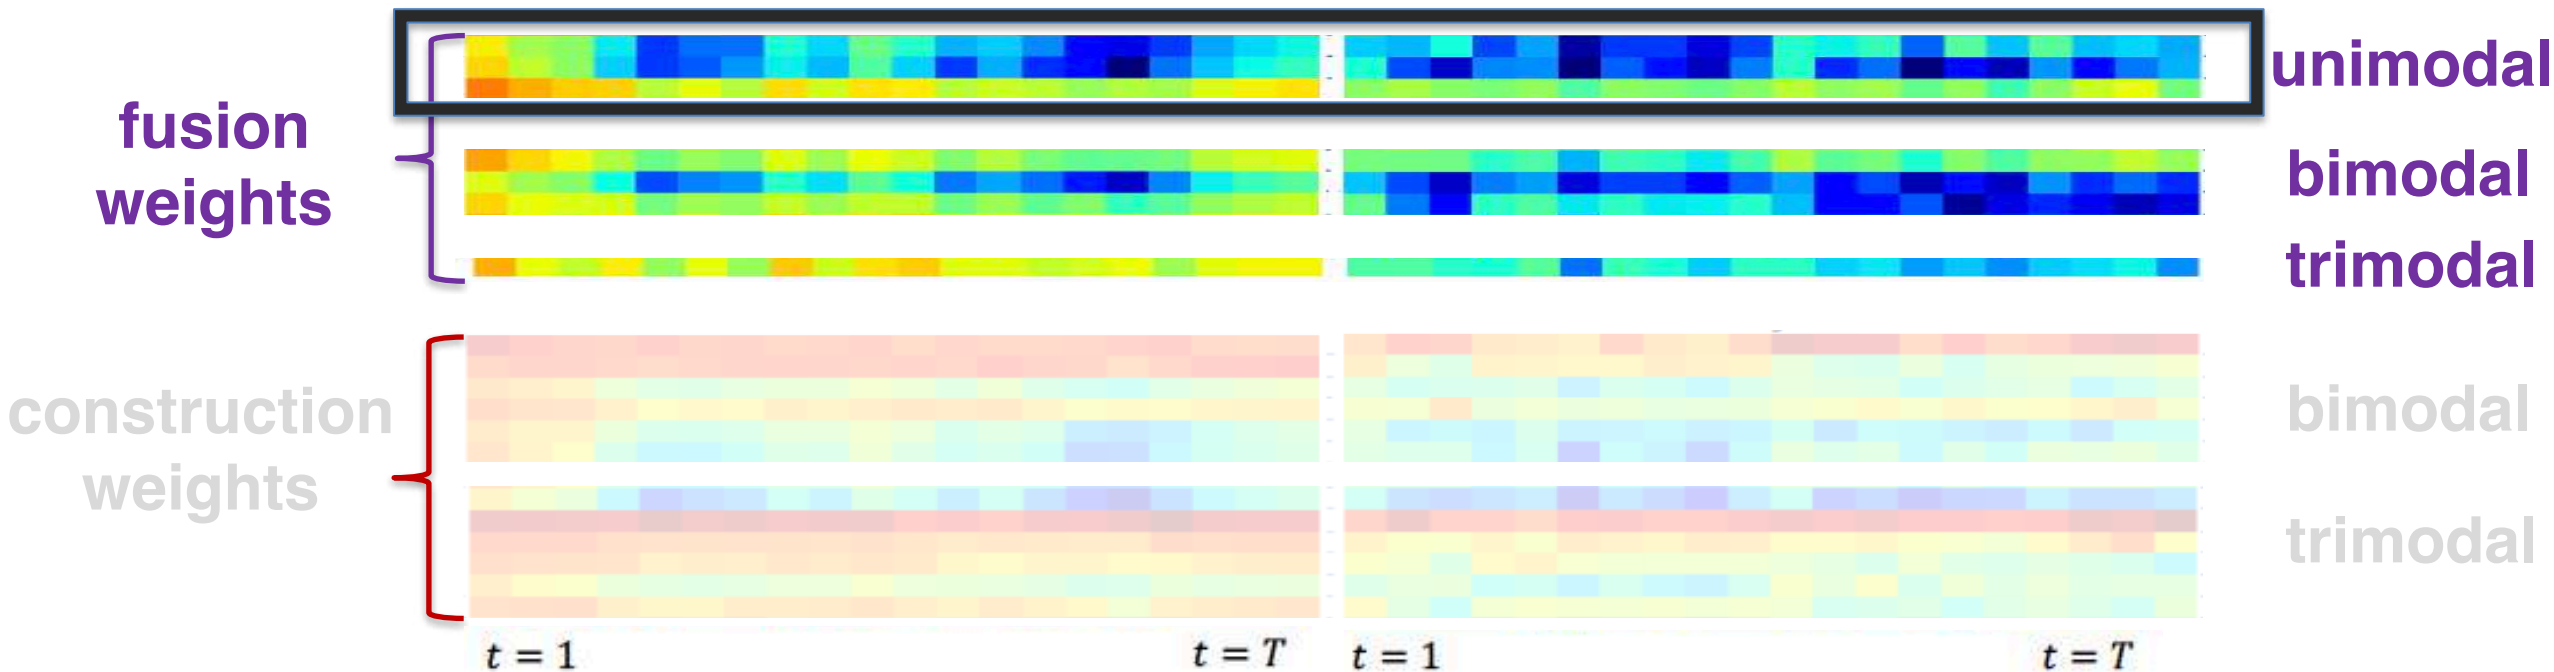 unimodal
fusion
weights
bimodal
trimodal
construction
weights
bimodal
trimodal
t = 1
t = T
t = 1
t = T